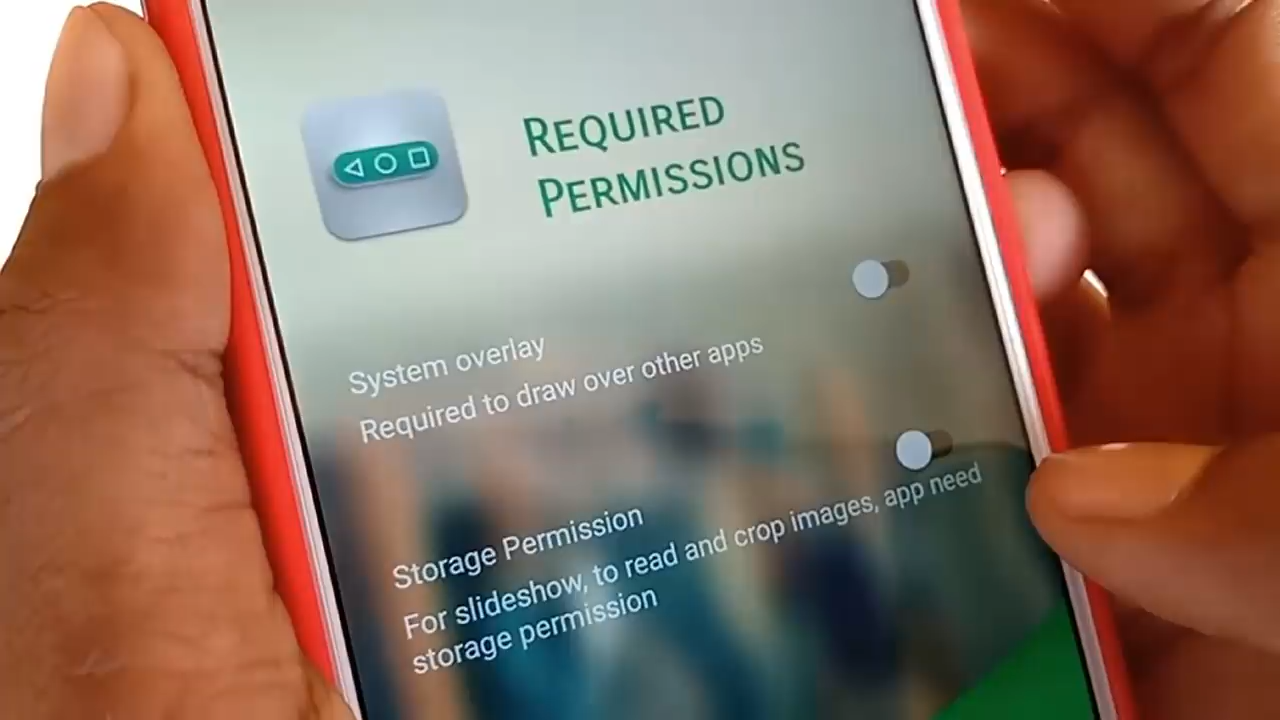 REQUIRED
PERMISSIONS
System overlay
Required to draw over other apps
Storage Permission
For slideshow, to read and crop images, app need
storage permission